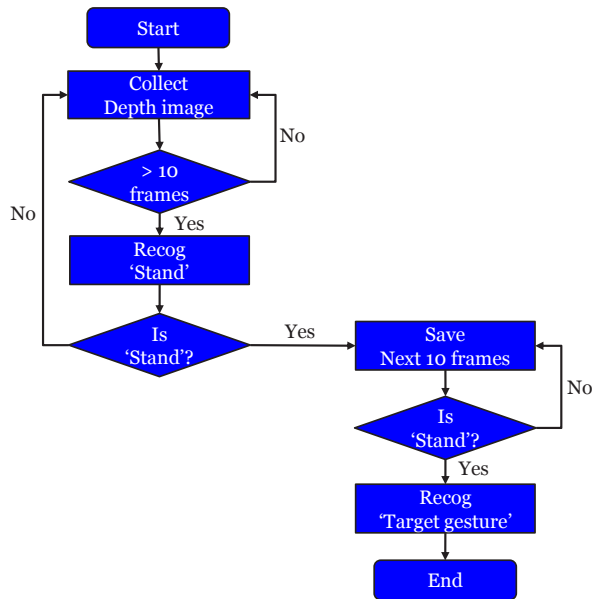 Start
Collect
Depth image
No
> 10
frames
No
Yes
Recog
‘Stand’
Is
‘Stand’?
Yes
Save
Next 10 frames
No
Is
‘Stand’?
Yes
Recog
‘Target gesture’
End